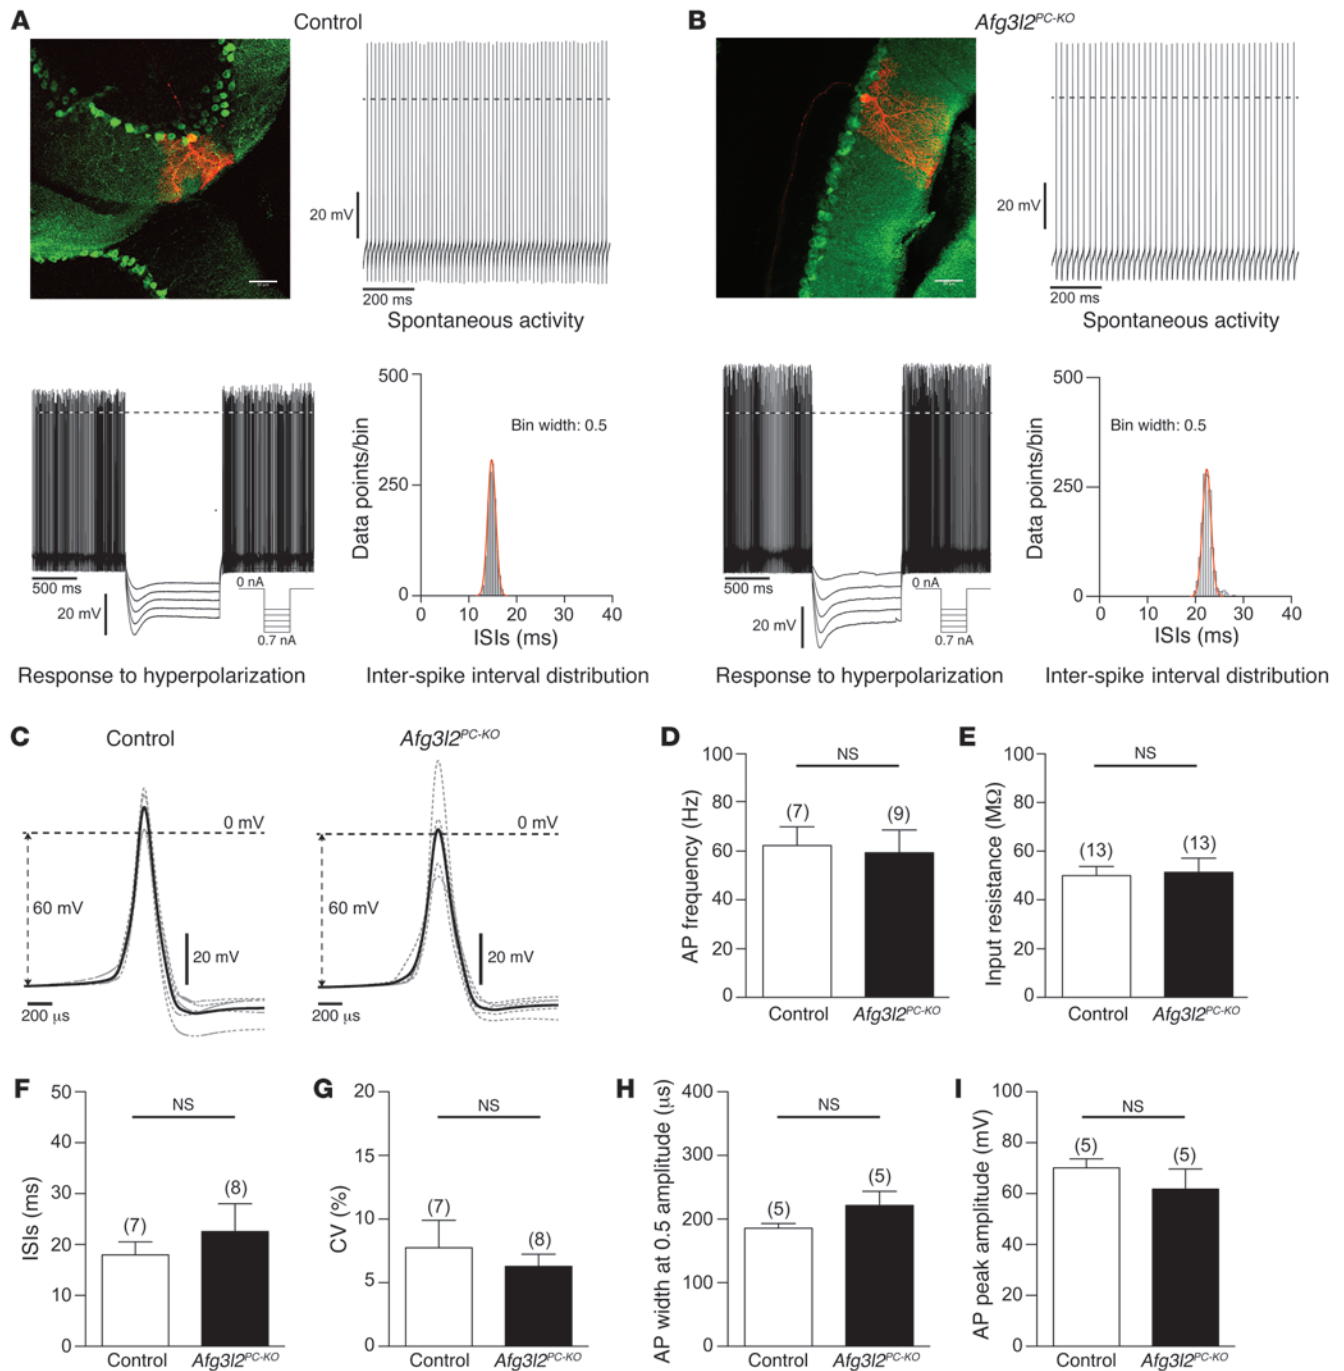 A
Control
20 mV
200 ms
Spontaneous activity
500 ms
20 mV
0 nA
0.7 nA
Response to hyperpolarization
Data points/bin
500
250
0
Bin width: 0.5
0 10 20 30 40
ISIs (ms)
Inter-spike interval distribution
B
Afg3l2PC-KO
20 mV
200 ms
Spontaneous activity
500 ms
20 mV
0 nA
0.7 nA
Response to hyperpolarization
Data points/bin
500
250
0
Bin width: 0.5
0 10 20 30 40
ISIs (ms)
Inter-spike interval distribution
C
Control
60 mV
0 mV
20 mV
200 µs
Afg3l2PC-KO
60 mV
0 mV
20 mV
200 µs
D
AP frequency (Hz)
100
80
60
40
20
0
NS
(7)
(9)
Control Afg3l2PC-KO
E
Input resistance (MΩ)
100
80
60
40
20
0
NS
(13)
(13)
Control Afg3l2PC-KO
F
ISIs (ms)
50
40
30
20
10
0
NS
(7)
(8)
Control Afg3l2PC-KO
G
CV (%)
20
15
10
5
0
NS
(7)
(8)
Control Afg3l2PC-KO
H
AP width at 0.5 amplitude (µs)
400
300
200
100
0
NS
(5)
(5)
Control Afg3l2PC-KO
I
AP peak amplitude (mV)
100
80
60
40
20
0
NS
(5)
(5)
Control Afg3l2PC-KO